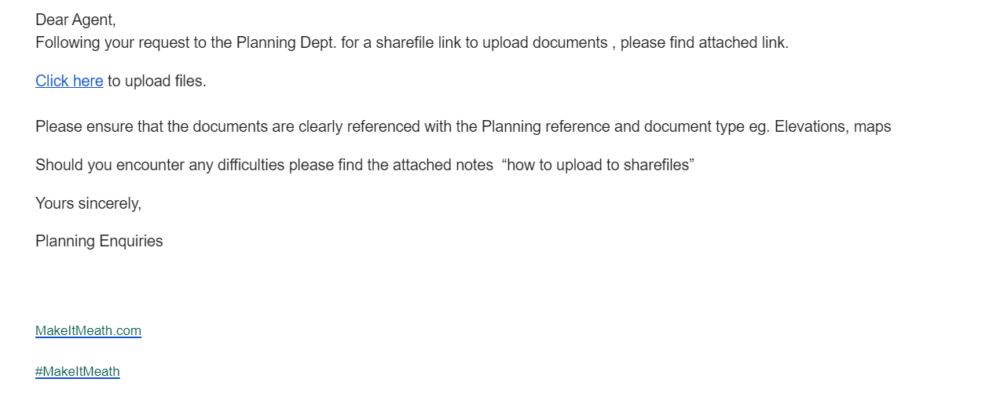 Dear Agent,
Following your request to the Planning Dept. for a sharefile link to upload documents , please find attached link.
Click here to upload files.
Please ensure that the documents are clearly referenced with the Planning reference and document type eg. Elevations, maps
Should you encounter any difficulties please find the attached notes  “how to upload to sharefiles”
Yours sincerely,
Planning Enquiries
MakeItMeath.com
#MakeItMeath